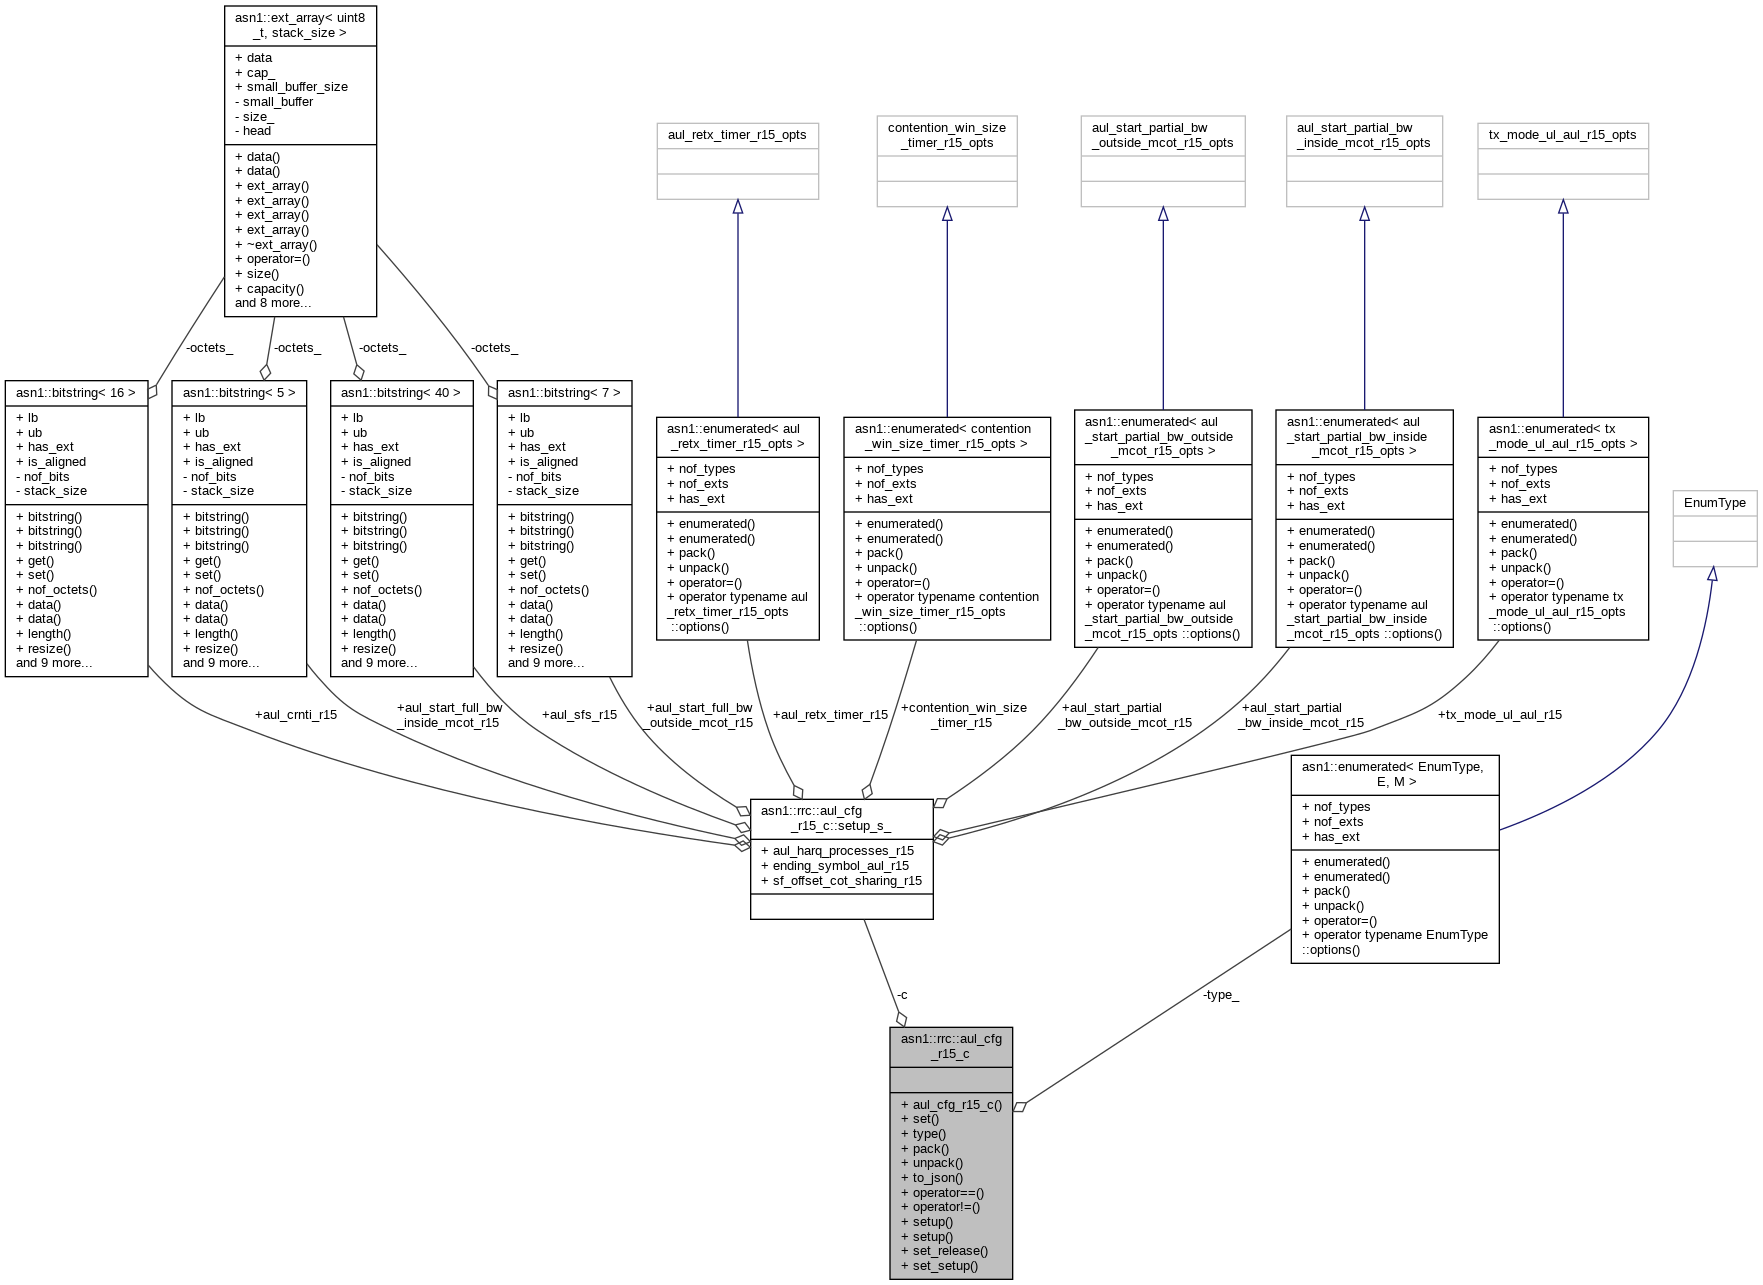 asn1::ext_array< uint8
_t, stack_size >
+ data
+ cap_
+ small_buffer_size
- small_buffer
- size_
- head
+ data()
+ data()
+ ext_array()
+ ext_array()
+ ext_array()
+ ext_array()
+ ~ext_array()
+ operator=()
+ size()
+ capacity()
and 8 more...
aul_retx_timer_r15_opts
contention_win_size
_timer_r15_opts
aul_start_partial_bw
_outside_mcot_r15_opts
aul_start_partial_bw
_inside_mcot_r15_opts
tx_mode_ul_aul_r15_opts
-octets_
-octets_
-octets_
-octets_
asn1::bitstring< 16 >
+ lb
+ ub
+ has_ext
+ is_aligned
- nof_bits
- stack_size
+ bitstring()
+ bitstring()
+ bitstring()
+ get()
+ set()
+ nof_octets()
+ data()
+ data()
+ length()
+ resize()
and 9 more...
asn1::bitstring< 5 >
+ lb
+ ub
+ has_ext
+ is_aligned
- nof_bits
- stack_size
+ bitstring()
+ bitstring()
+ bitstring()
+ get()
+ set()
+ nof_octets()
+ data()
+ data()
+ length()
+ resize()
and 9 more...
asn1::bitstring< 40 >
+ lb
+ ub
+ has_ext
+ is_aligned
- nof_bits
- stack_size
+ bitstring()
+ bitstring()
+ bitstring()
+ get()
+ set()
+ nof_octets()
+ data()
+ data()
+ length()
+ resize()
and 9 more...
asn1::bitstring< 7 >
+ lb
+ ub
+ has_ext
+ is_aligned
- nof_bits
- stack_size
+ bitstring()
+ bitstring()
+ bitstring()
+ get()
+ set()
+ nof_octets()
+ data()
+ data()
+ length()
+ resize()
and 9 more...
asn1::enumerated< aul
_retx_timer_r15_opts >
+ nof_types
+ nof_exts
+ has_ext
+ enumerated()
+ enumerated()
+ pack()
+ unpack()
+ operator=()
+ operator typename aul
_retx_timer_r15_opts
::options()
asn1::enumerated< contention
_win_size_timer_r15_opts >
+ nof_types
+ nof_exts
+ has_ext
+ enumerated()
+ enumerated()
+ pack()
+ unpack()
+ operator=()
+ operator typename contention
_win_size_timer_r15_opts
::options()
asn1::enumerated< aul
_start_partial_bw_outside
_mcot_r15_opts >
+ nof_types
+ nof_exts
+ has_ext
+ enumerated()
+ enumerated()
+ pack()
+ unpack()
+ operator=()
+ operator typename aul
_start_partial_bw_outside
_mcot_r15_opts ::options()
asn1::enumerated< aul
_start_partial_bw_inside
_mcot_r15_opts >
+ nof_types
+ nof_exts
+ has_ext
+ enumerated()
+ enumerated()
+ pack()
+ unpack()
+ operator=()
+ operator typename aul
_start_partial_bw_inside
_mcot_r15_opts ::options()
asn1::enumerated< tx
_mode_ul_aul_r15_opts >
+ nof_types
+ nof_exts
+ has_ext
+ enumerated()
+ enumerated()
+ pack()
+ unpack()
+ operator=()
+ operator typename tx
_mode_ul_aul_r15_opts
::options()
EnumType
+aul_crnti_r15
+aul_start_full_bw
_inside_mcot_r15
+aul_sfs_r15
+aul_start_full_bw
_outside_mcot_r15
+aul_retx_timer_r15
+contention_win_size
_timer_r15
+aul_start_partial
_bw_outside_mcot_r15
+aul_start_partial
_bw_inside_mcot_r15
+tx_mode_ul_aul_r15
asn1::enumerated< EnumType,
E, M >
+ nof_types
+ nof_exts
+ has_ext
+ enumerated()
+ enumerated()
+ pack()
+ unpack()
+ operator=()
+ operator typename EnumType
::options()
asn1::rrc::aul_cfg
_r15_c::setup_s_
+ aul_harq_processes_r15
+ ending_symbol_aul_r15
+ sf_offset_cot_sharing_r15
-c
-type_
asn1::rrc::aul_cfg
_r15_c
+ aul_cfg_r15_c()
+ set()
+ type()
+ pack()
+ unpack()
+ to_json()
+ operator==()
+ operator!=()
+ setup()
+ setup()
+ set_release()
+ set_setup()